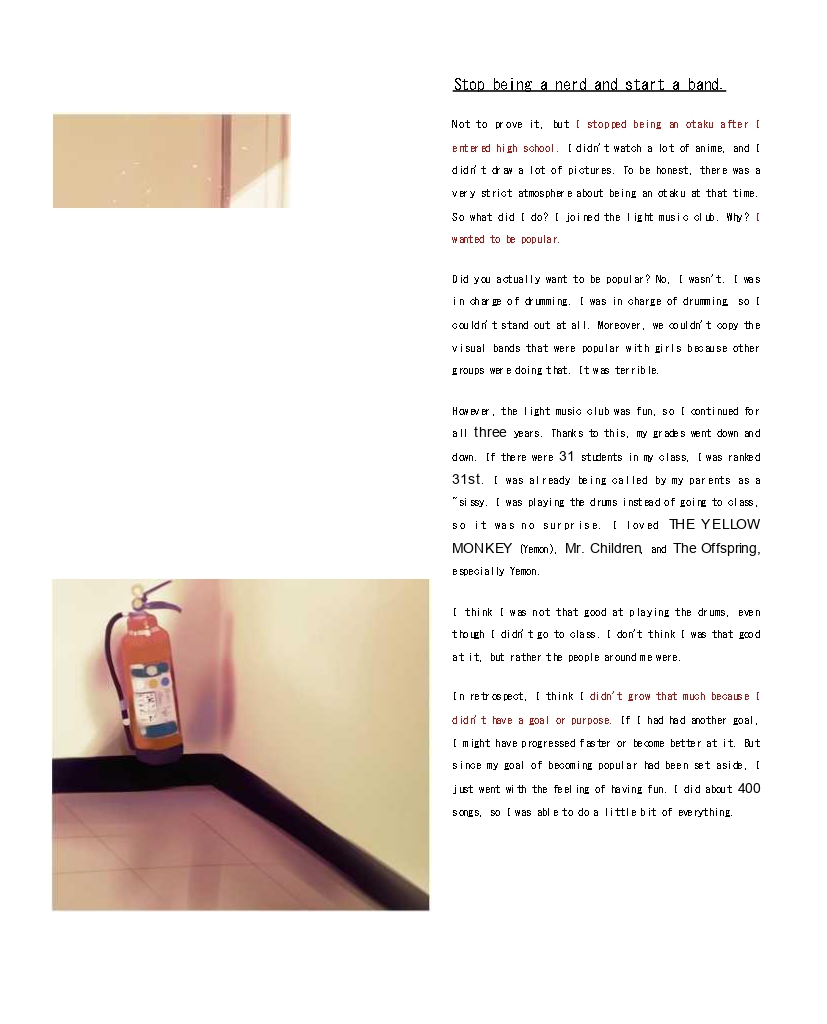 Stop being a nerd and start a band.
Not to prove it, but I stopped being an otaku after I
entered high school. I didn't watch a lot of anime, and I
didn't draw a lot of pictures. To be honest, there was a
very strict atmosphere about being an otaku at that time.
So what did I do? I joined the light music club. Why? I
wanted to be popular.
Did you actually want to be popular? No, I wasn't. I was
in charge of drumming. I was in charge of drumming, so I
couldn't stand out at all. Moreover, we couldn't copy the
visual bands that were popular with girls because other
groups were doing that. It was terrible.
However, the light music club was fun, so I continued for
all three years. Thanks to this, my grades went down and
down. If there were 31 students in my class, I was ranked
31st. I was already being called by my parents as a
~sissy. I was playing the drums instead of going to class,
so it was no surprise. I loved THE YELLOW
MONKEY (Yemon), Mr. Children, and The Offspring,
especially Yemon.
I think I was not that good at playing the drums, even
though I didn't go to class. I don't think I was that good
at it, but rather the people around me were.
In retrospect, I think I didn't grow that much because I
didn't have a goal or purpose. If I had had another goal,
I might have progressed faster or become better at it. But
since my goal of becoming popular had been set aside, I
just went with the feeling of having fun. I did about 400
songs, so I was able to do a little bit of everything.